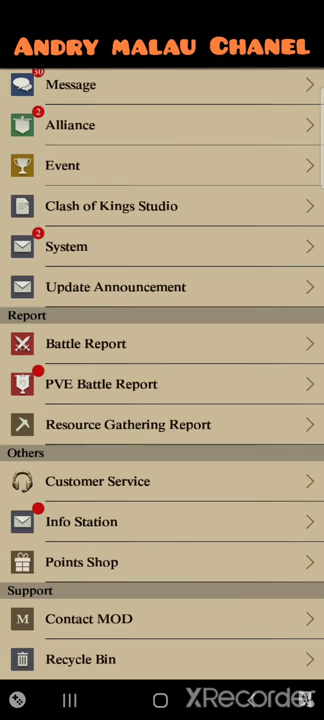 ANDRY MALAU CHANEL
30
Message
2
Alliance
Event
Clash of Kings Studio
2
System
Update Announcement
Report
Battle Report
PVE Battle Report
Resource Gathering Report
Others
Customer Service
Info Station
Points Shop
Support
M
Contact MOD
Recycle Bin
XRecorder